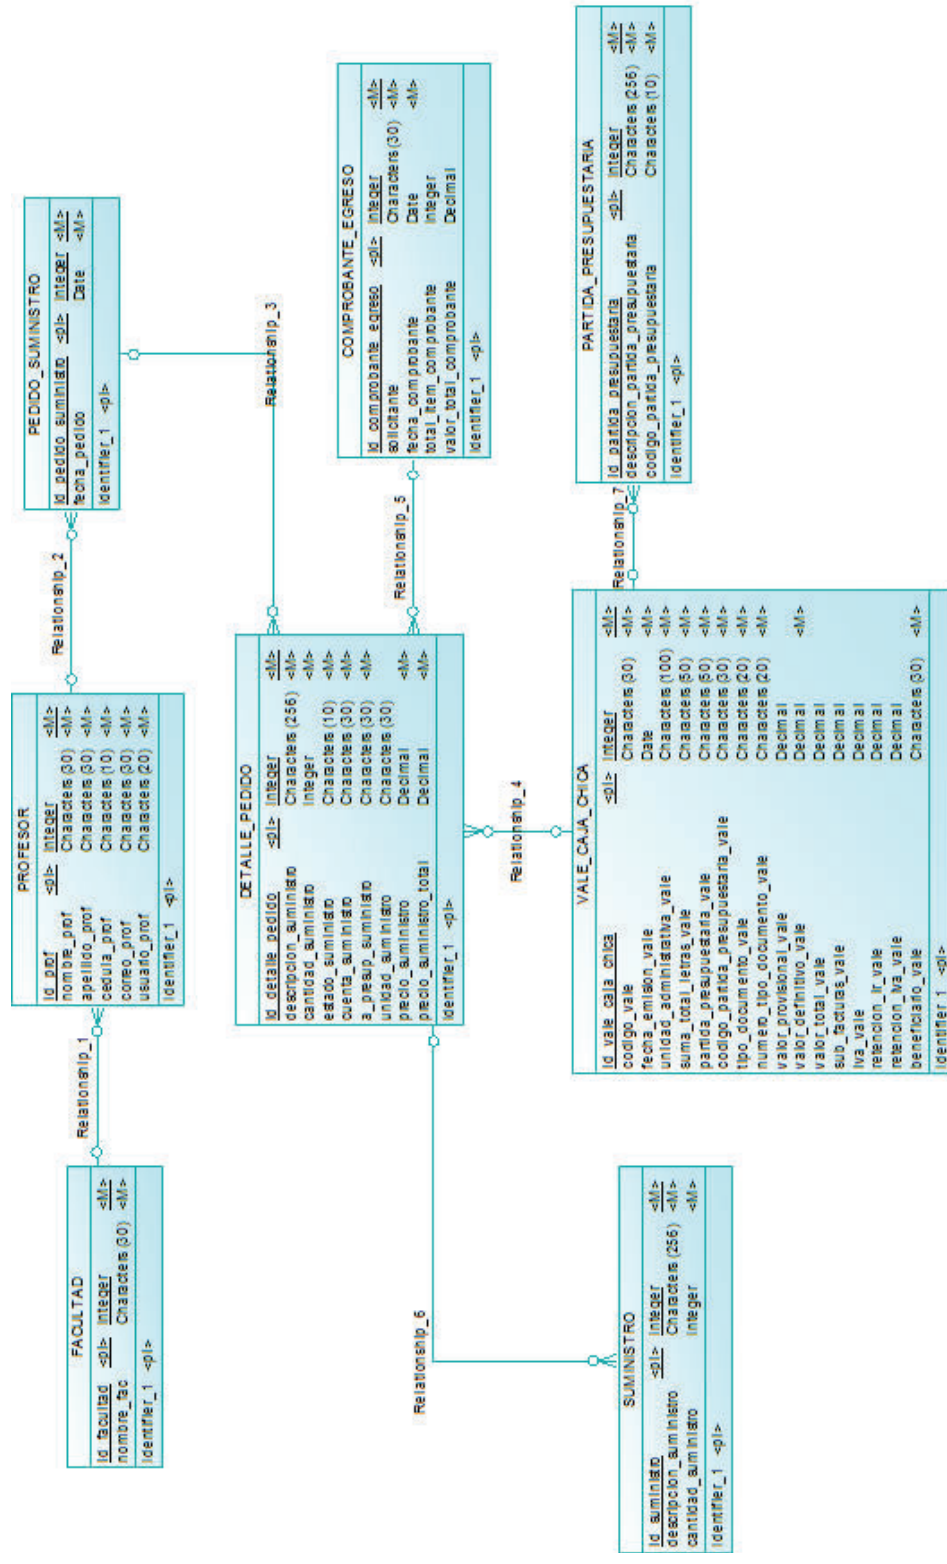 FACULTAD
id_facultad <pi> Integer <M>
nombre_fac Characters (30) <M>
Identifier_1 <pi>
Relationship_1
PROFESOR
id_prof <pi> Integer <M>
nombre_prof Characters (30) <M>
apellido_prof Characters (30) <M>
cedula_prof Characters (10) <M>
correo_prof Characters (30) <M>
usuario_prof Characters (20) <M>
Identifier_1 <pi>
Relationship_2
PEDIDO_SUMINISTRO
id_pedido_suministro <pi> Integer <M>
fecha_pedido Date <M>
Identifier_1 <pi>
Relationship_3
DETALLE_PEDIDO
id_detalle_pedido <pi> Integer <M>
descripcion_suministro Characters (256) <M>
cantidad_suministro Integer <M>
estado_suministro Characters (10) <M>
cuenta_suministro Characters (30) <M>
a_presup_suministro Characters (30) <M>
unidad_suministro Characters (30)
precio_suministro Decimal <M>
precio_suministro_total Decimal <M>
Identifier_1 <pi>
Relationship_5
COMPROBANTE_EGRESO
id_comprobante_egreso <pi> Integer <M>
solicitante Characters (30) <M>
fecha_comprobante Date <M>
total_item_comprobante Integer
valor_total_comprobante Decimal
Identifier_1 <pi>
Relationship_6
Relationship_4
SUMINISTRO
id_suministro <pi> Integer <M>
descripcion_suministro Characters (256) <M>
cantidad_suministro Integer <M>
Identifier_1 <pi>
VALE_CAJA_CHICA
id_vale_caja_chica <pi> Integer <M>
codigo_vale Characters (30) <M>
fecha_emision_vale Date <M>
unidad_administrativa_vale Characters (100) <M>
suma_total_letras_vale Characters (50) <M>
partida_presupuestaria_vale Characters (50) <M>
codigo_partida_presupuestaria_vale Characters (30) <M>
tipo_documento_vale Characters (20) <M>
numero_tipo_documento_vale Characters (20) <M>
valor_provisional_vale Decimal
valor_definitivo_vale Decimal <M>
valor_total_vale Decimal
sub_facturas_vale Decimal
iva_vale Decimal
retencion_ir_vale Decimal
retencion_iva_vale Decimal
beneficiario_vale Characters (30) <M>
Identifier_1 <pi>
Relationship_7
PARTIDA_PRESUPUESTARIA
id_partida_presupuestaria <pi> Integer <M>
descripcion_partida_presupuestaria Characters (256) <M>
codigo_partida_presupuestaria Characters (10) <M>
Identifier_1 <pi>